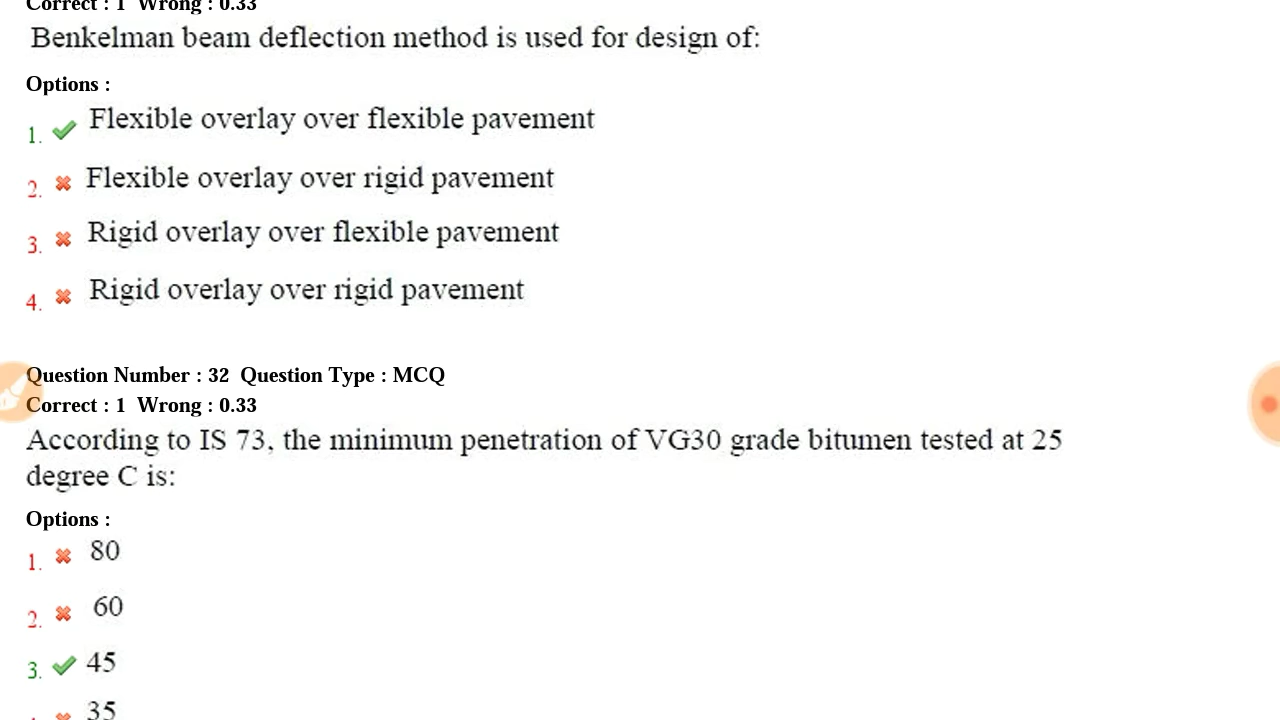 Correct : 1 Wrong : 0.33
Benkelman beam deflection method is used for design of:
Options :
1. Flexible overlay over flexible pavement
2. Flexible overlay over rigid pavement
3. Rigid overlay over flexible pavement
4. Rigid overlay over rigid pavement
Question Number : 32 Question Type : MCQ
Correct : 1 Wrong : 0.33
According to IS 73, the minimum penetration of VG30 grade bitumen tested at 25
degree C is:
Options :
1. 80
2. 60
3. 45
35